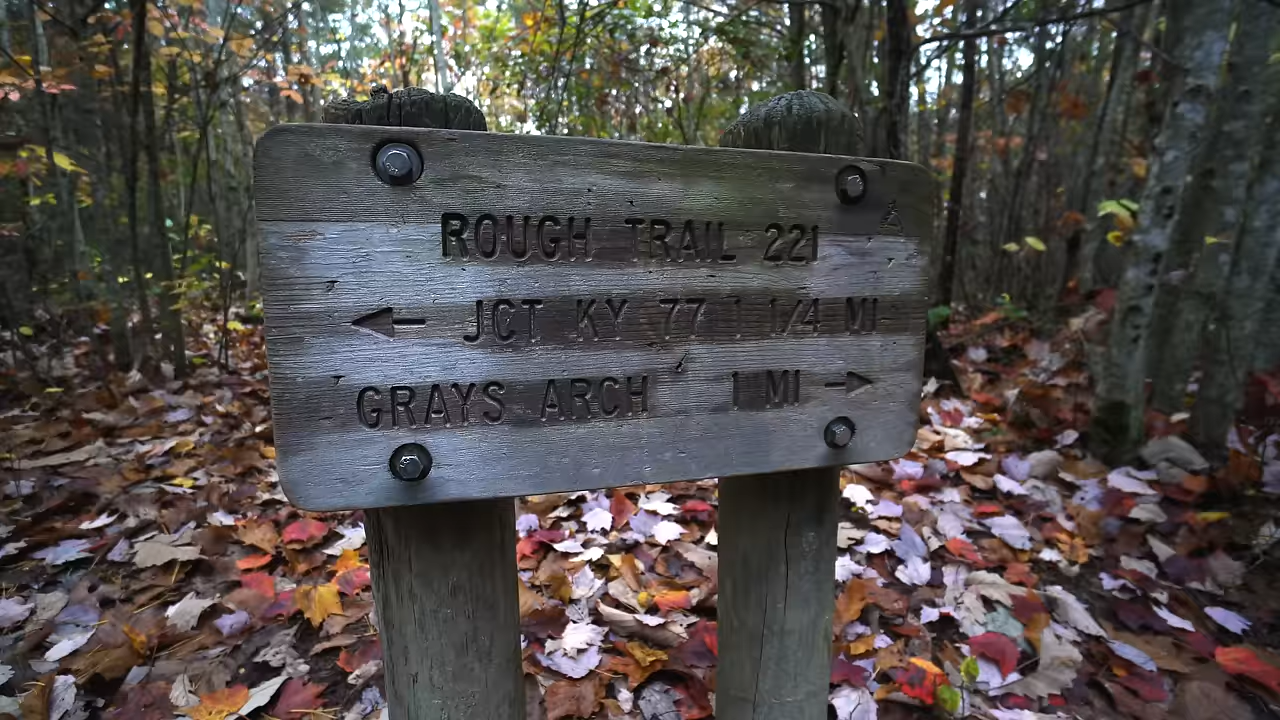 ROUGH TRAIL 221
← JCT KY 77 1 1/4 MI
GRAYS ARCH 1 MI →